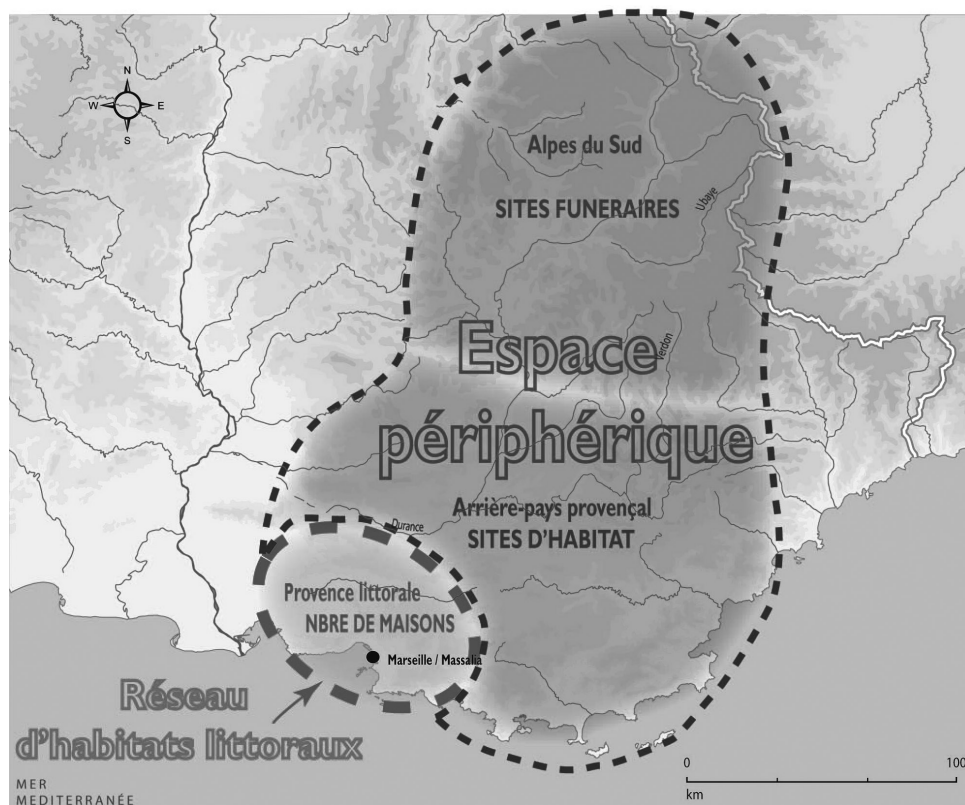 N
W E
S
Alpes du Sud
SITES FUNERAIRES
Ubaye
Espace
Verdon
périphérique
Arrière-pays provençal
SITES D'HABITAT
Durance
Provence littorale
NBRE DE MAISONS
Marseille / Massalia
Réseau
d'habitats littoraux
MER
MEDITERRANÉE
0 100
km